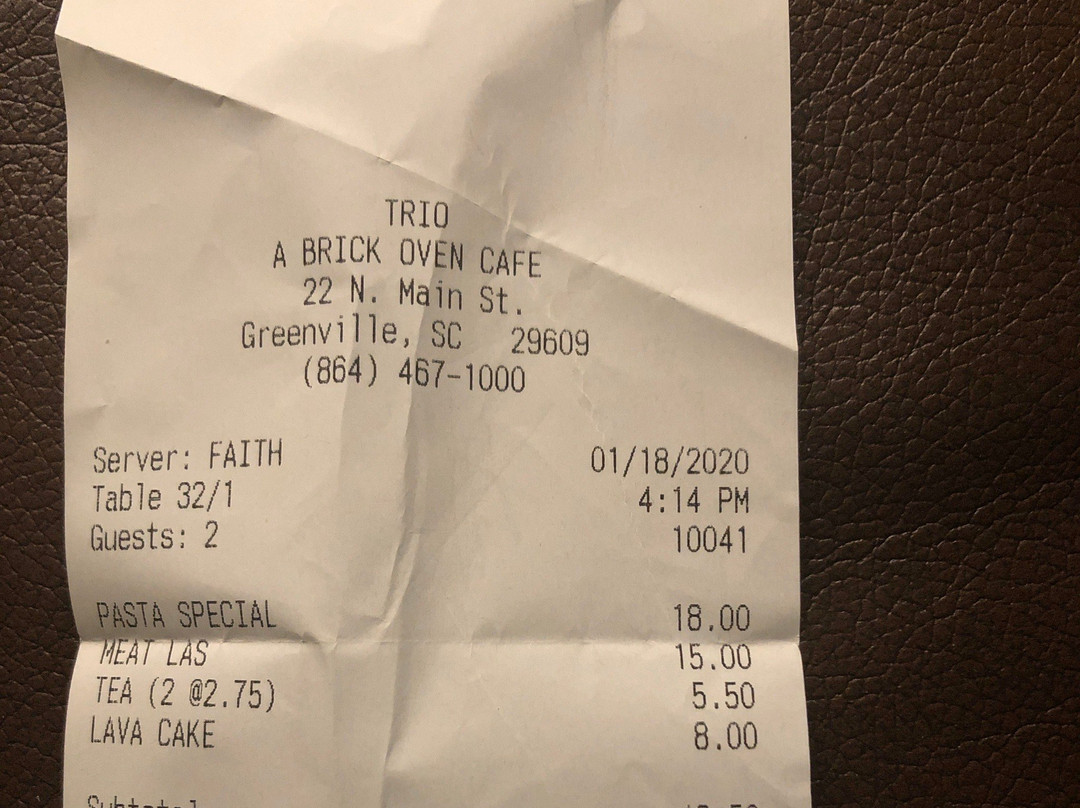 TRIO
A BRICK OVEN CAFE
22 N. Main St.
Greenville, SC 29609
(864) 467-1000
Server: FAITH 01/18/2020
Table 32/1 4:14 PM
Guests: 2 10041
PASTA SPECIAL 18.00
MEAT LAS 15.00
TEA (2 @2.75) 5.50
LAVA CAKE 8.00
Subtotal